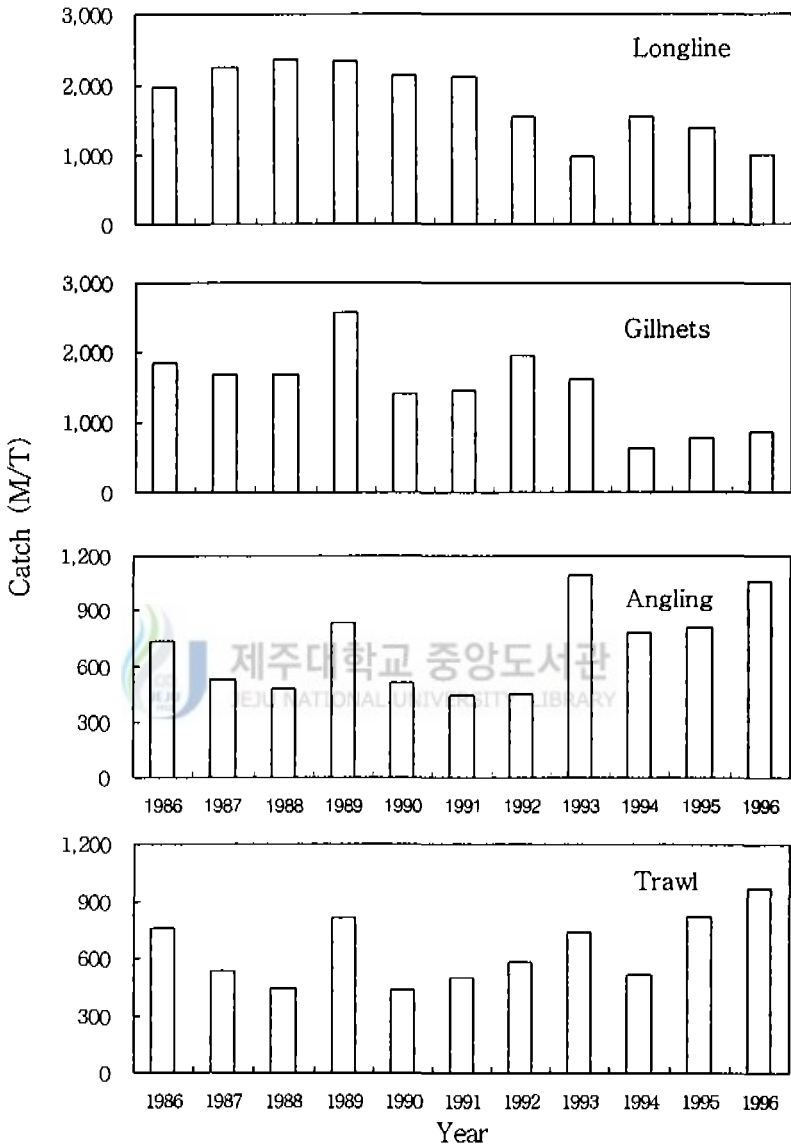 Catch (M/T)
3,000
2,000
1,000
0
Longline
3,000
2,000
1,000
0
Gillnets
1,200
900
600
300
0
Angling
제주대학교 중앙도서관
JEJU NATIONAL UNIVERSITY LIBRARY
1986 1987 1988 1989 1990 1991 1992 1993 1994 1995 1996
1,200
900
600
300
0
Trawl
1986 1987 1988 1989 1990 1991 1992 1993 1994 1995 1996
Year